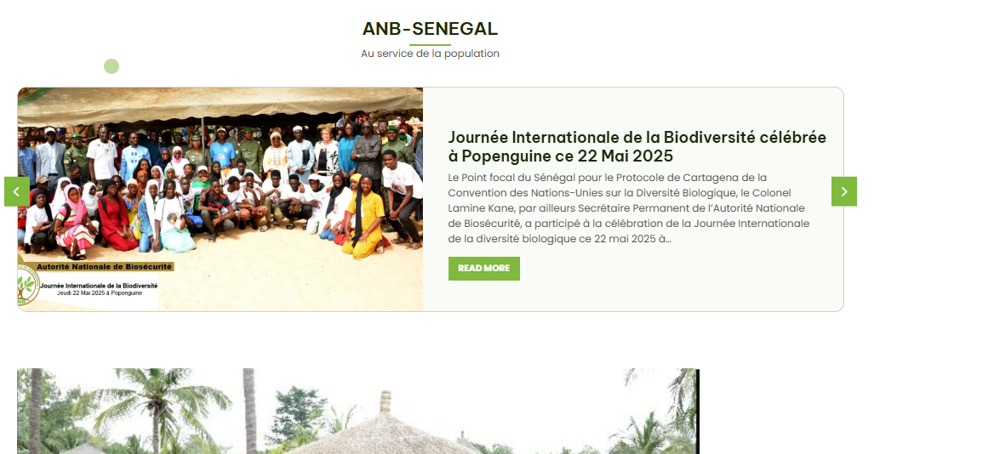 ANB-SENEGAL
Au service de la population
Journée Internationale de la Biodiversité célébrée
à Popenguine ce 22 Mai 2025
Le Point focal du Sénégal pour le Protocole de Cartagena de la
Convention des Nations-Unies sur la Diversité Biologique, le Colonel
Lamine Kane, par ailleurs Secrétaire Permanent de l’Autorité Nationale
de Biosécurité, a participé à la célébration de la Journée Internationale
de la diversité biologique ce 22 mai 2025 à...
READ MORE
Autorité Nationale de Biosécurité
Journée Internationale de la Biodiversité
Jeudi 22 Mai 2025 à Poponguine